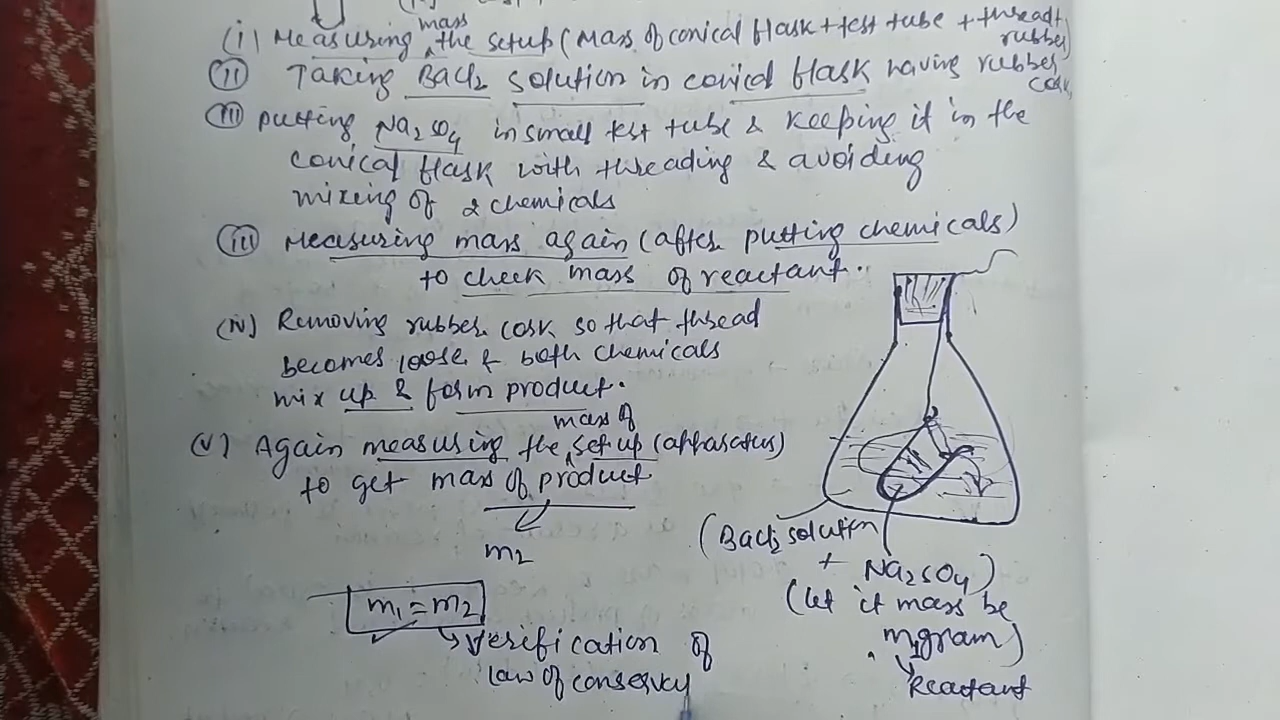 mass
(i) Measuring the setup (Mass of conical flask + test tube + thread +
rubber)
(ii) Taking BaCl2 solution in conical flask having rubber
cork,
(iii) putting Na2SO4 in small test tube & keeping it in the
conical flask with threading & avoiding
mixing of 2 chemicals
(iii) Measuring mass again (after putting chemicals)
to check mass of reactant.
(iv) Removing rubber cork so that thread
becomes loose & both chemicals
mix up & form product.
mass of
(v) Again measuring the setup (apparatus)
to get mass of product
m2
m1 = m2
↳ verification of
law of conservay
(BaCl2 solution
+ Na2SO4)
(let it mass be
m1 gram)
Reactant